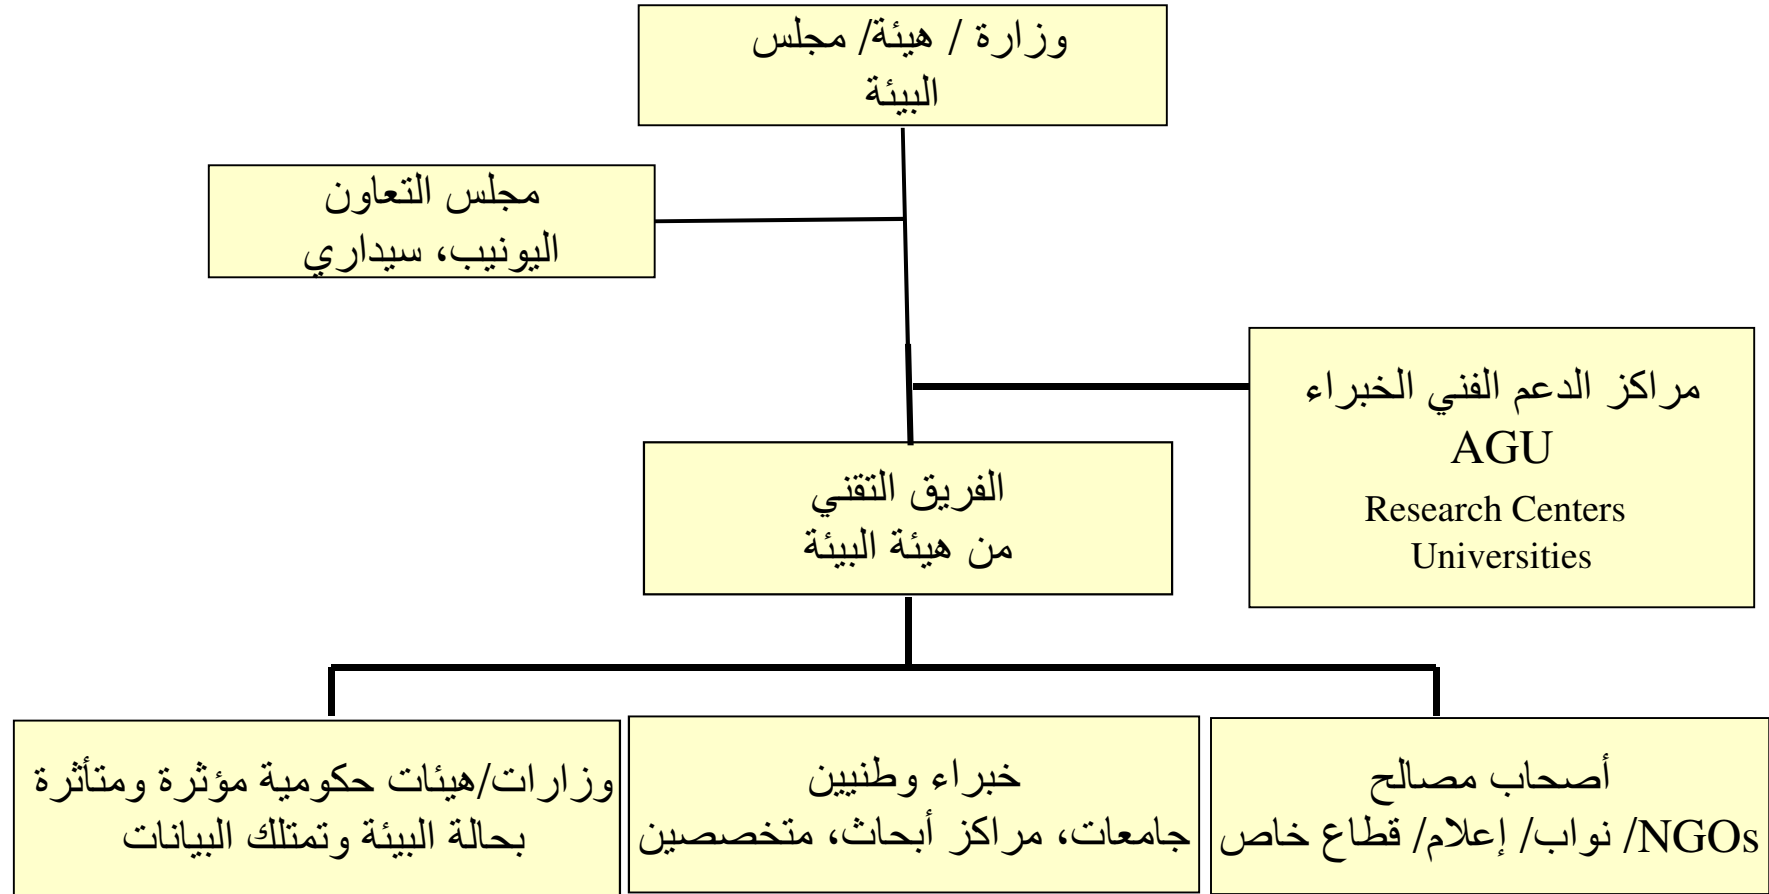 وزارة / هيئة/ مجلس
البيئة
مجلس التعاون
اليونيب، سيداري
مراكز الدعم الفني الخبراء
AGU
Research Centers
Universities
الفريق التقني
من هيئة البيئة
أصحاب مصالح
NGOs/ نواب/ إعلام/ قطاع خاص
خبراء وطنيين
جامعات، مراكز أبحاث، متخصصين
وزارات/هيئات حكومية مؤثرة ومتأثرة
بحالة البيئة وتمتلك البيانات